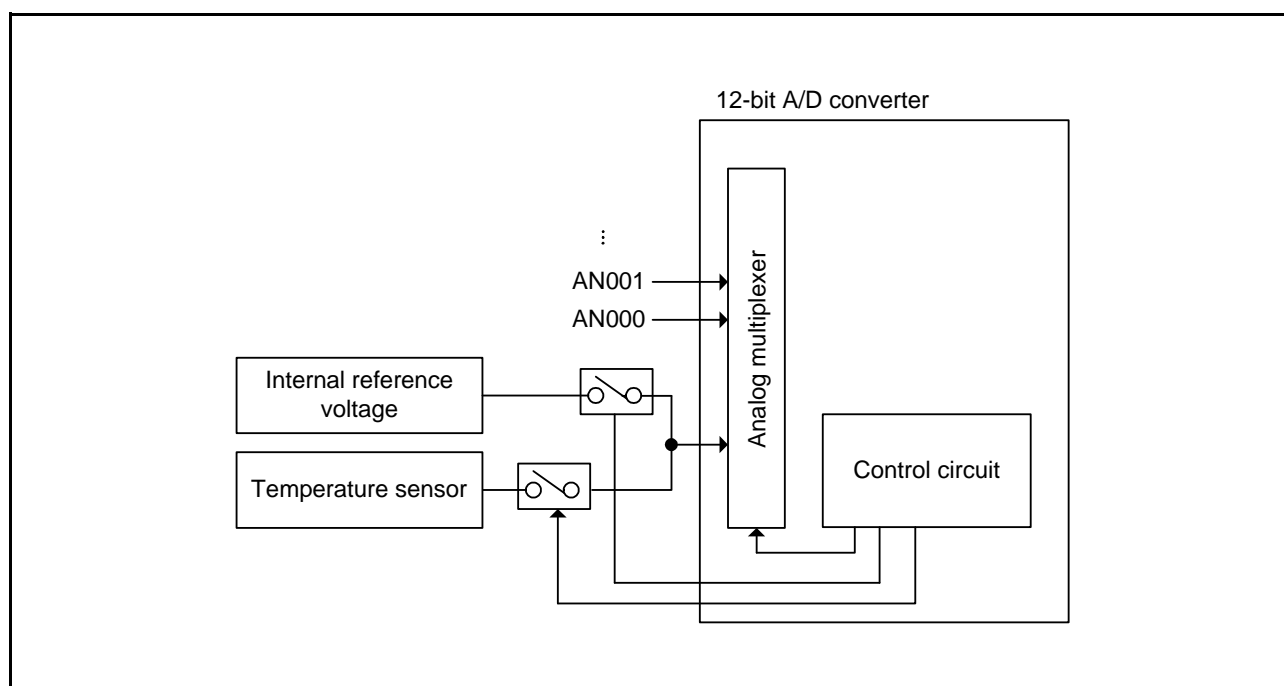 12-bit A/D converter
⋮
AN001
AN000
Analog multiplexer
Internal reference
voltage
Temperature sensor
Control circuit